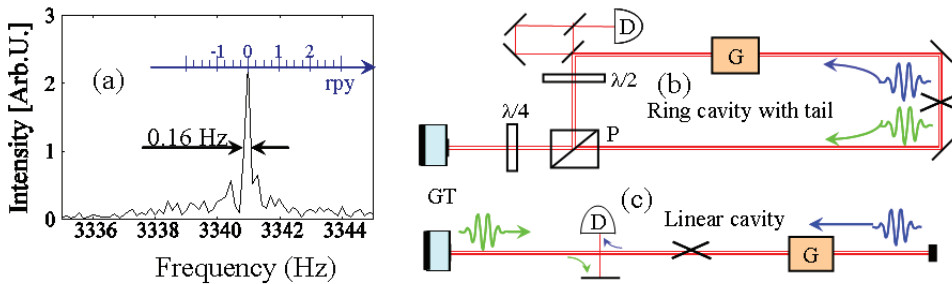 3
2
1
0
Intensity [Arb.U.]
(a)
-1 0 1 2
rpy
0.16 Hz
3336 3338 3340 3342 3344
Frequency (Hz)
D
G
λ/2
(b)
λ/4
Ring cavity with tail
P
GT
(c)
D
Linear cavity
G